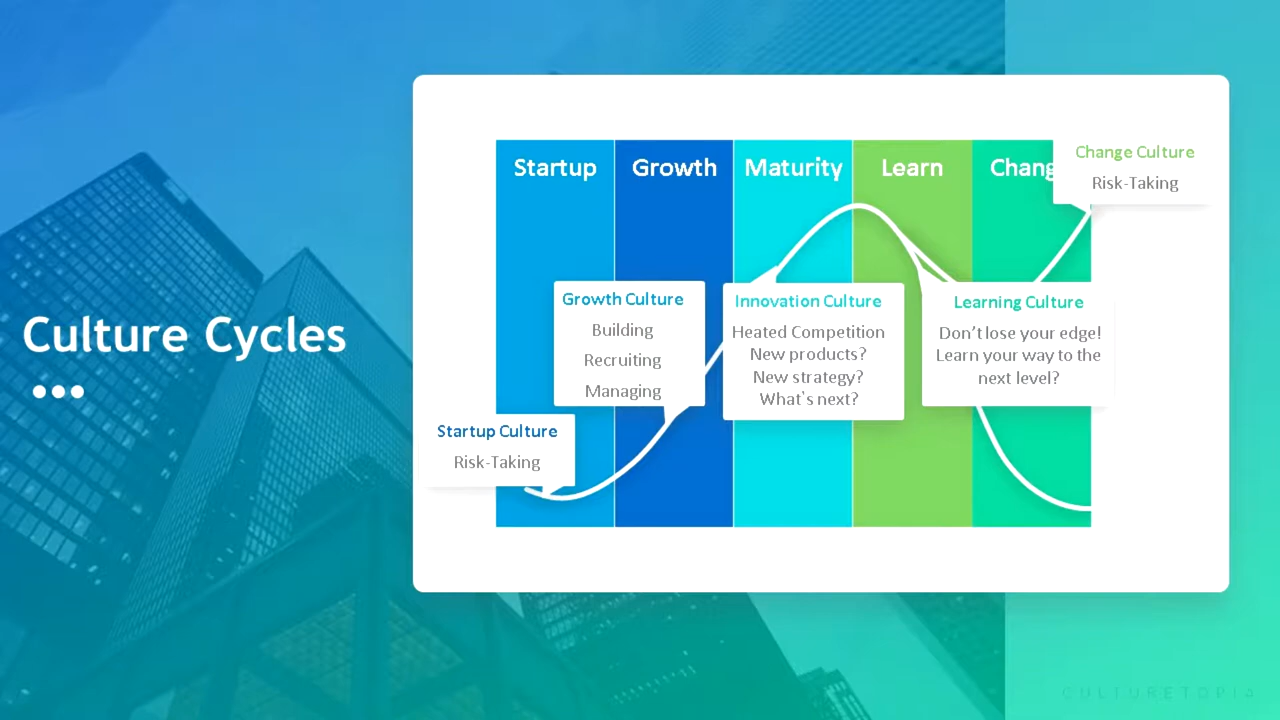 Culture Cycles
Startup
Growth
Maturity
Learn
Chang
Change Culture
Risk-Taking
Growth Culture
Building
Recruiting
Managing
Innovation Culture
Heated Competition
New products?
New strategy?
What's next?
Learning Culture
Don't lose your edge!
Learn your way to the
next level?
Startup Culture
Risk-Taking
CULTURETOPIA